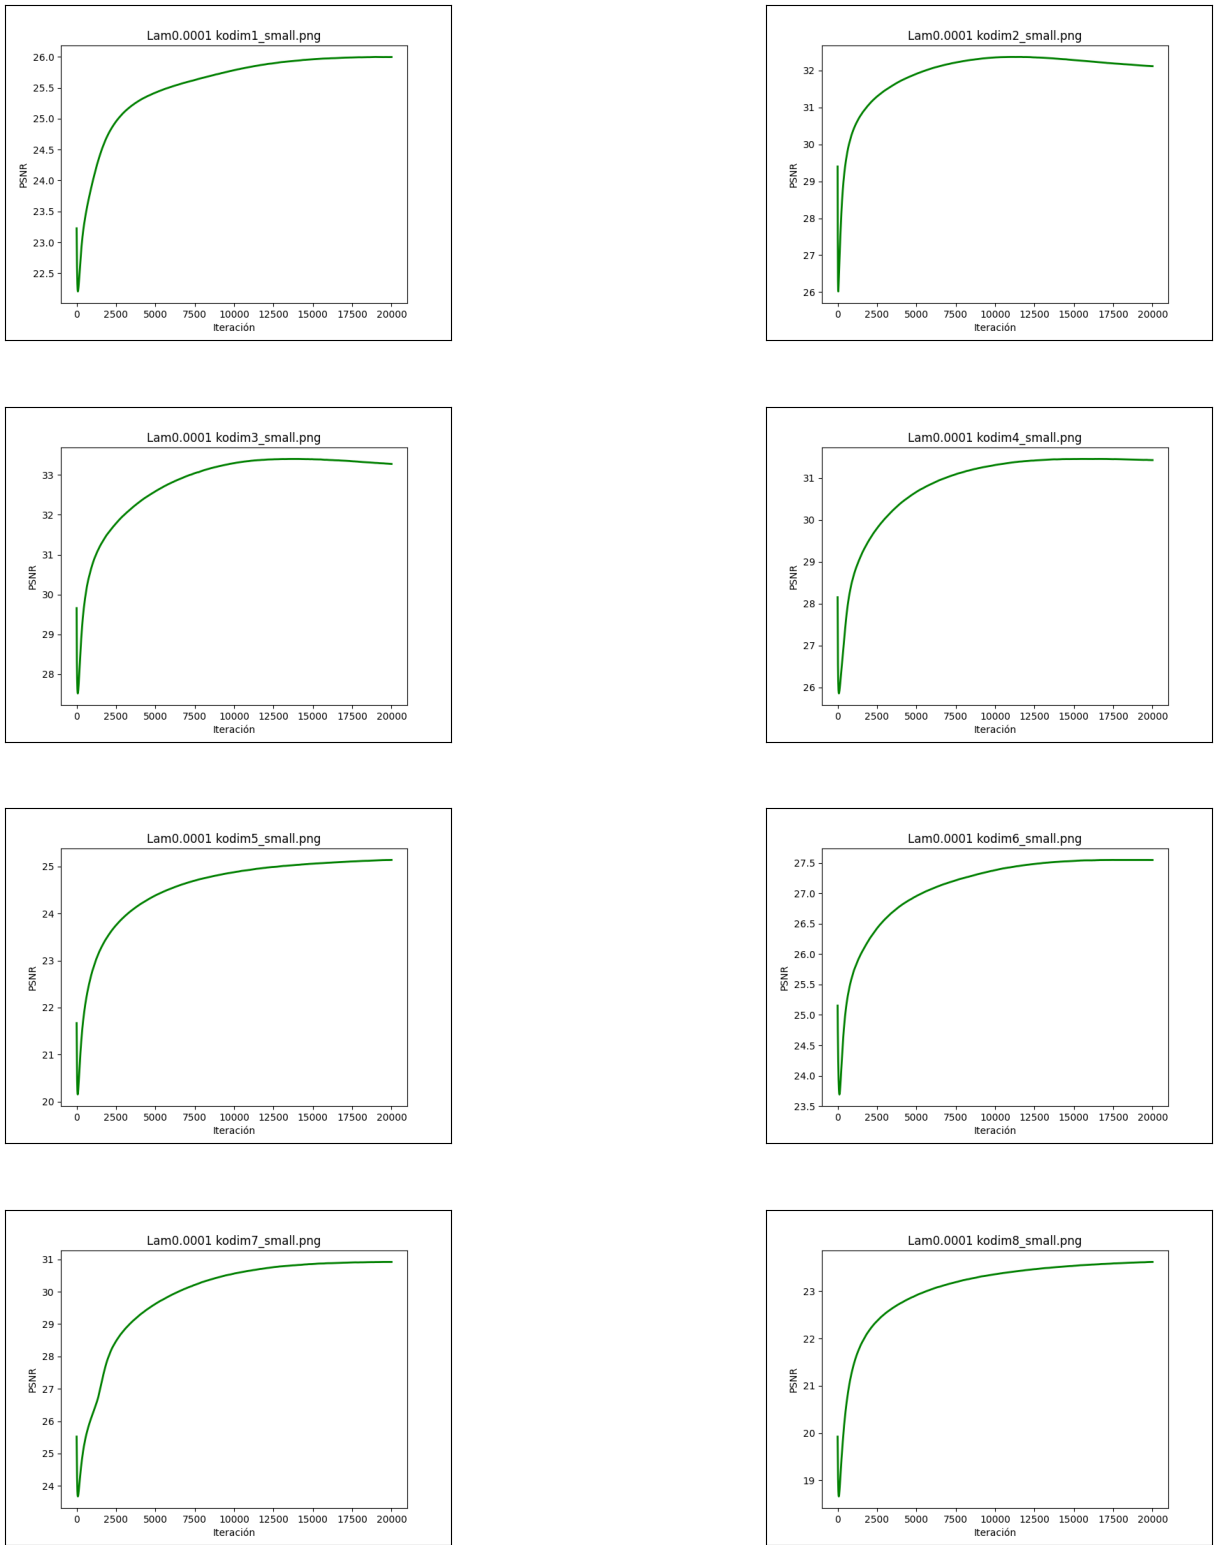 Lam0.0001 kodim1_small.png
26.0
25.5
25.0
24.5
24.0
23.5
23.0
22.5
PSNR
0 2500 5000 7500 10000 12500 15000 17500 20000
Iteración
Lam0.0001 kodim2_small.png
32
31
30
29
28
27
26
PSNR
0 2500 5000 7500 10000 12500 15000 17500 20000
Iteración
Lam0.0001 kodim3_small.png
33
32
31
30
29
28
PSNR
0 2500 5000 7500 10000 12500 15000 17500 20000
Iteración
Lam0.0001 kodim4_small.png
31
30
29
28
27
26
PSNR
0 2500 5000 7500 10000 12500 15000 17500 20000
Iteración
Lam0.0001 kodim5_small.png
25
24
23
22
21
20
PSNR
0 2500 5000 7500 10000 12500 15000 17500 20000
Iteración
Lam0.0001 kodim6_small.png
27.5
27.0
26.5
26.0
25.5
25.0
24.5
24.0
23.5
PSNR
0 2500 5000 7500 10000 12500 15000 17500 20000
Iteración
Lam0.0001 kodim7_small.png
31
30
29
28
27
26
25
24
PSNR
0 2500 5000 7500 10000 12500 15000 17500 20000
Iteración
Lam0.0001 kodim8_small.png
23
22
21
20
19
PSNR
0 2500 5000 7500 10000 12500 15000 17500 20000
Iteración